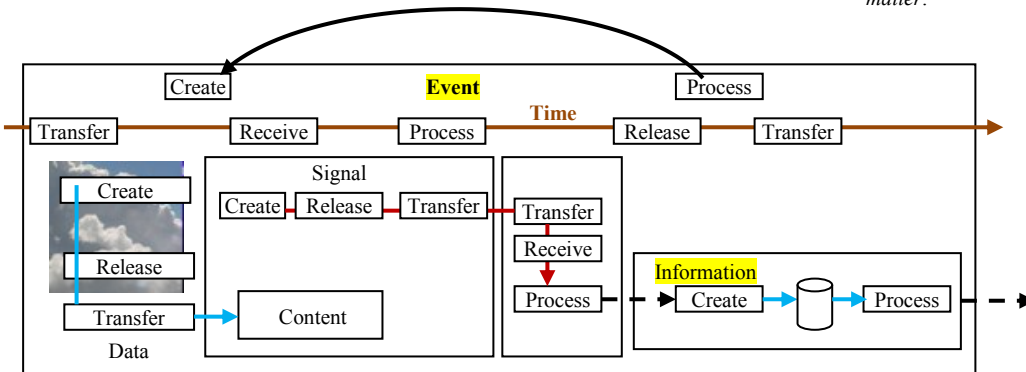 matter.
Create Event Process
Time
Transfer Receive Process Release Transfer
Signal
Create
Create Release Transfer
Transfer
Receive
Release
Information
Process Create Process
Transfer Content
Data